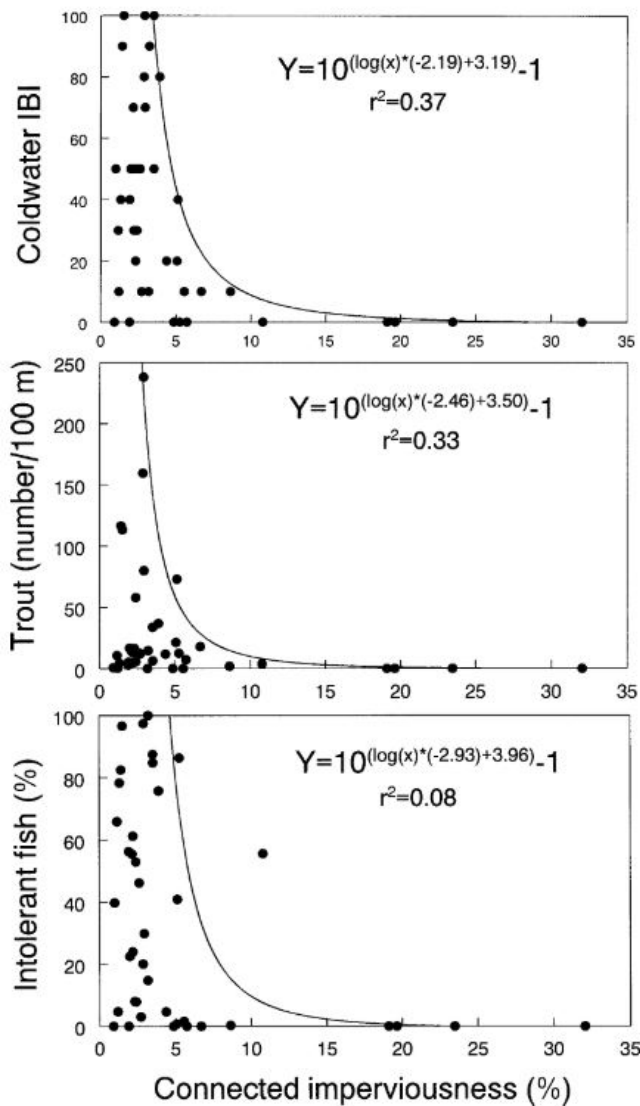 Coldwater IBI
100
80
60
40
20
0
Y=10^(log(x)*(-2.19)+3.19)-1
r²=0.37
0 5 10 15 20 25 30 35
Trout (number/100 m)
250
200
150
100
50
0
Y=10^(log(x)*(-2.46)+3.50)-1
r²=0.33
0 5 10 15 20 25 30 35
Intolerant fish (%)
100
80
60
40
20
0
Y=10^(log(x)*(-2.93)+3.96)-1
r²=0.08
0 5 10 15 20 25 30 35
Connected imperviousness (%)